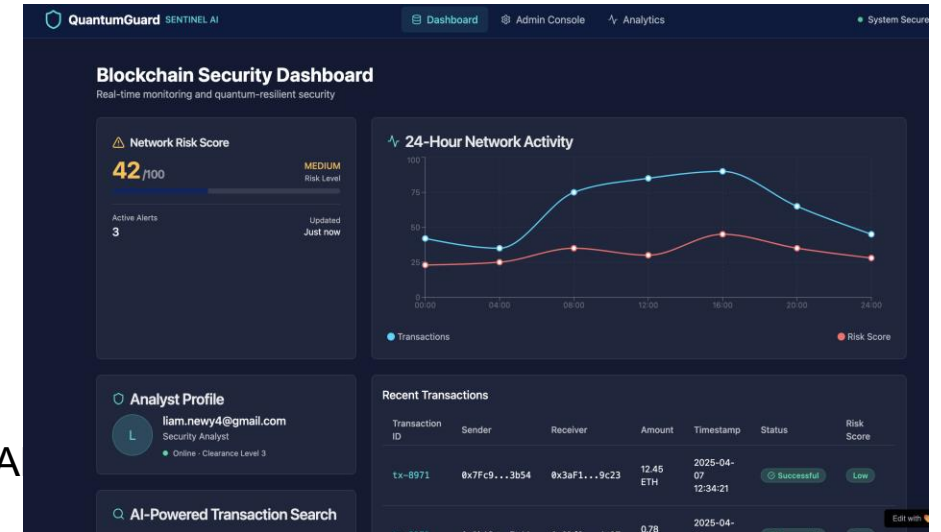 QuantumGuard SENTINEL AI
Dashboard
Admin Console
Analytics
System Secure
Blockchain Security Dashboard
Real-time monitoring and quantum-resilient security
Network Risk Score
42 /100
MEDIUM
Risk Level
Active Alerts
3
Updated
Just now
24-Hour Network Activity
100
75
50
25
0
00:00 04:00 08:00 12:00 16:00 20:00 24:00
Transactions
Risk Score
A
Analyst Profile
L
liam.newy4@gmail.com
Security Analyst
Online · Clearance Level 3
AI-Powered Transaction Search
Recent Transactions
Transaction ID Sender Receiver Amount Timestamp Status Risk Score
tx-8971 0x7Fc9...3b54 0x3aF1...9c23 12.45 ETH 2025-04-07 12:34:21 Successful Low
0.78 2025-04-
Edit with